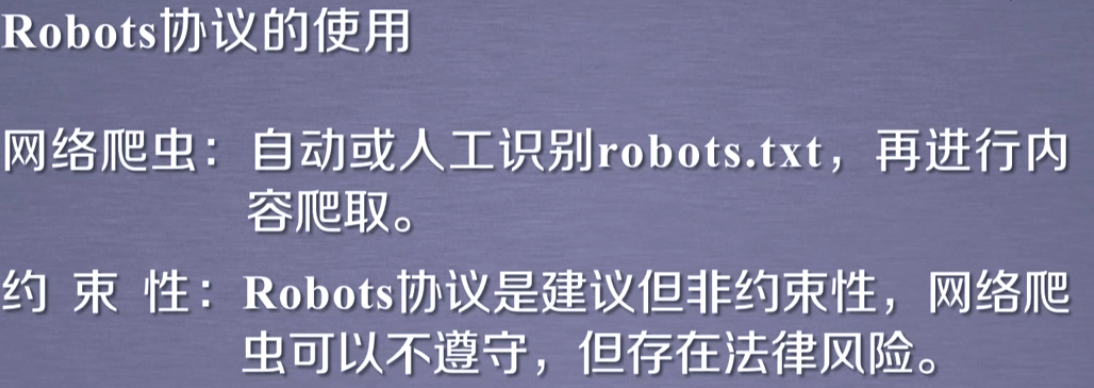 Robots协议的使用
网络爬虫：自动或人工识别robots.txt，再进行内
容爬取。
约 束 性：Robots协议是建议但非约束性，网络爬
虫可以不遵守，但存在法律风险。